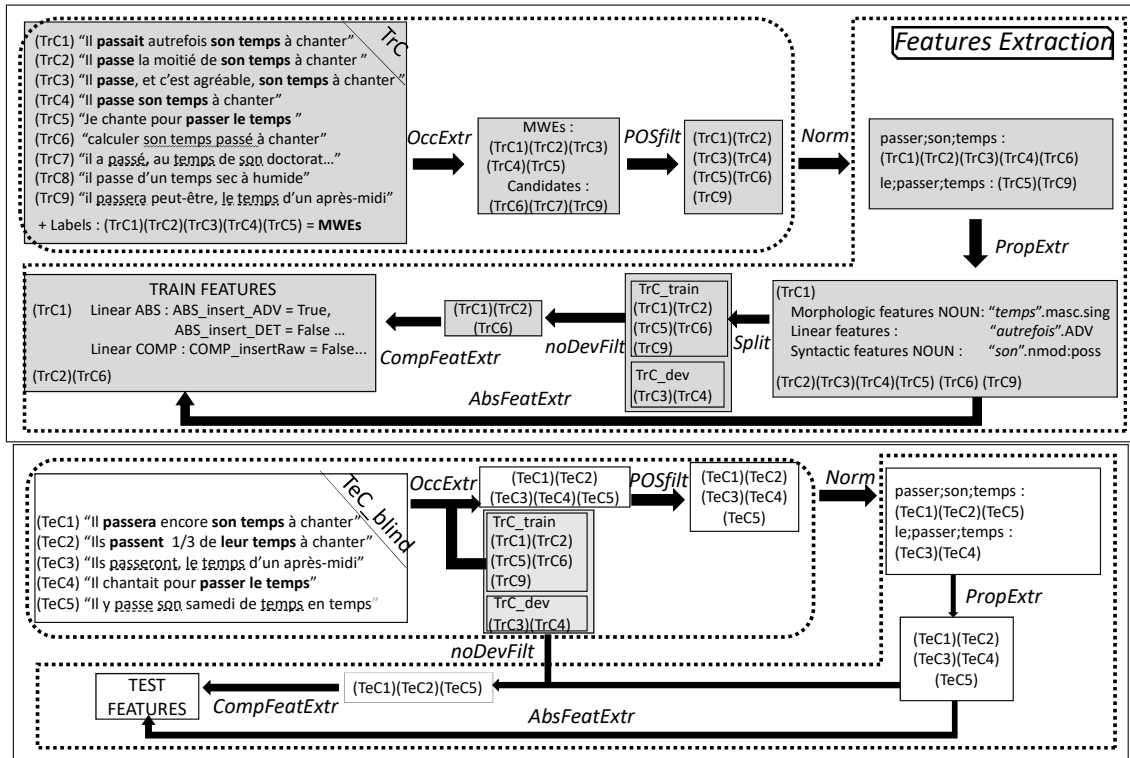 Features Extraction
TrC
(TrC1) “Il passait autrefois son temps à chanter”
(TrC2) “Il passe la moitié de son temps à chanter ”
(TrC3) “Il passe, et c'est agréable, son temps à chanter ”
(TrC4) “Il passe son temps à chanter”
(TrC5) “Je chante pour passer le temps ”
(TrC6) “calculer son temps passé à chanter”
(TrC7) “il a passé, au temps de son doctorat…”
(TrC8) “il passe d'un temps sec à humide”
(TrC9) “il passera peut-être, le temps d'un après-midi”
+ Labels : (TrC1)(TrC2)(TrC3)(TrC4)(TrC5) = MWEs
OccExtr
MWEs :
(TrC1)(TrC2)(TrC3)
(TrC4)(TrC5)
Candidates :
(TrC6)(TrC7)(TrC9)
POSfilt
(TrC1)(TrC2)
(TrC3)(TrC4)
(TrC5)(TrC6)
(TrC9)
Norm
passer;son;temps :
(TrC1)(TrC2)(TrC3)(TrC4)(TrC6)
le;passer;temps : (TrC5)(TrC9)
PropExtr
(TrC1)
Morphologic features NOUN: “temps”.masc.sing
Linear features : “autrefois”.ADV
Syntactic features NOUN : “son”.nmod:poss
(TrC2)(TrC3)(TrC4)(TrC5) (TrC6) (TrC9)
Split
TrC_train
(TrC1)(TrC2)
(TrC5)(TrC6)
(TrC9)
TrC_dev
(TrC3)(TrC4)
noDevFilt
(TrC1)(TrC2)
(TrC6)
CompFeatExtr
TRAIN FEATURES
(TrC1) Linear ABS : ABS_insert_ADV = True,
ABS_insert_DET = False …
Linear COMP : COMP_insertRaw = False...
(TrC2)(TrC6)
AbsFeatExtr
TeC_blind
(TeC1) “Il passera encore son temps à chanter”
(TeC2) “Ils passent 1/3 de leur temps à chanter”
(TeC3) “Ils passeront, le temps d'un après-midi”
(TeC4) “Il chantait pour passer le temps”
(TeC5) “Il y passe son samedi de temps en temps”
OccExtr
(TeC1)(TeC2)
(TeC3)(TeC4)(TeC5)
TrC_train
(TrC1)(TrC2)
(TrC5)(TrC6)
(TrC9)
TrC_dev
(TrC3)(TrC4)
POSfilt
(TeC1)(TeC2)
(TeC3)(TeC4)
(TeC5)
Norm
passer;son;temps :
(TeC1)(TeC2)(TeC5)
le;passer;temps :
(TeC3)(TeC4)
PropExtr
(TeC1)(TeC2)
(TeC3)(TeC4)
(TeC5)
noDevFilt
(TeC1)(TeC2)(TeC5)
CompFeatExtr
TEST
FEATURES
AbsFeatExtr